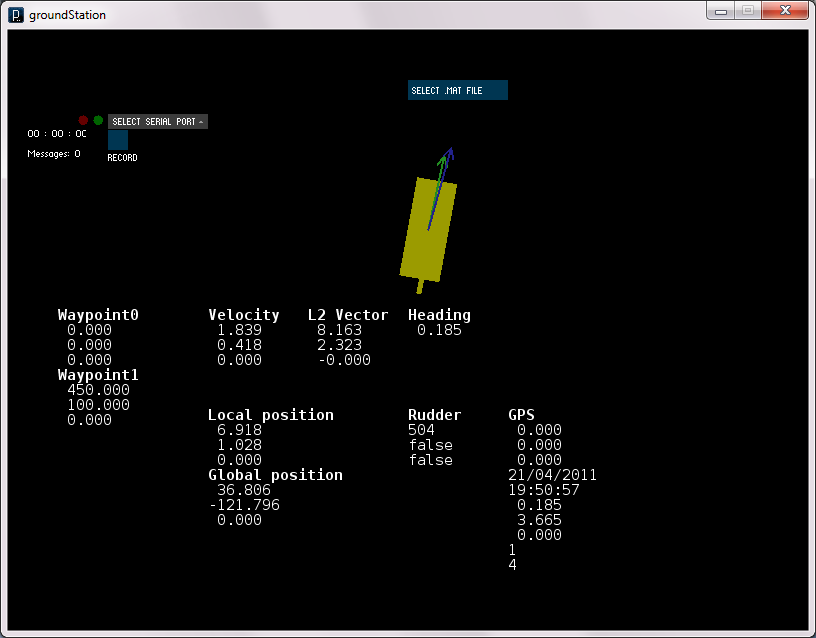 groundStation
SELECT .MAT FILE
SELECT SERIAL PORT
00 : 00 : 00
Messages: 0
RECORD
Waypoint0
0.000
0.000
0.000
Waypoint1
450.000
100.000
0.000
Velocity
1.839
0.418
0.000
L2 Vector
8.163
2.323
-0.000
Heading
0.185
Local position
6.918
1.028
0.000
Global position
36.806
-121.796
0.000
Rudder
504
false
false
GPS
0.000
0.000
0.000
21/04/2011
19:50:57
0.185
3.665
0.000
1
4